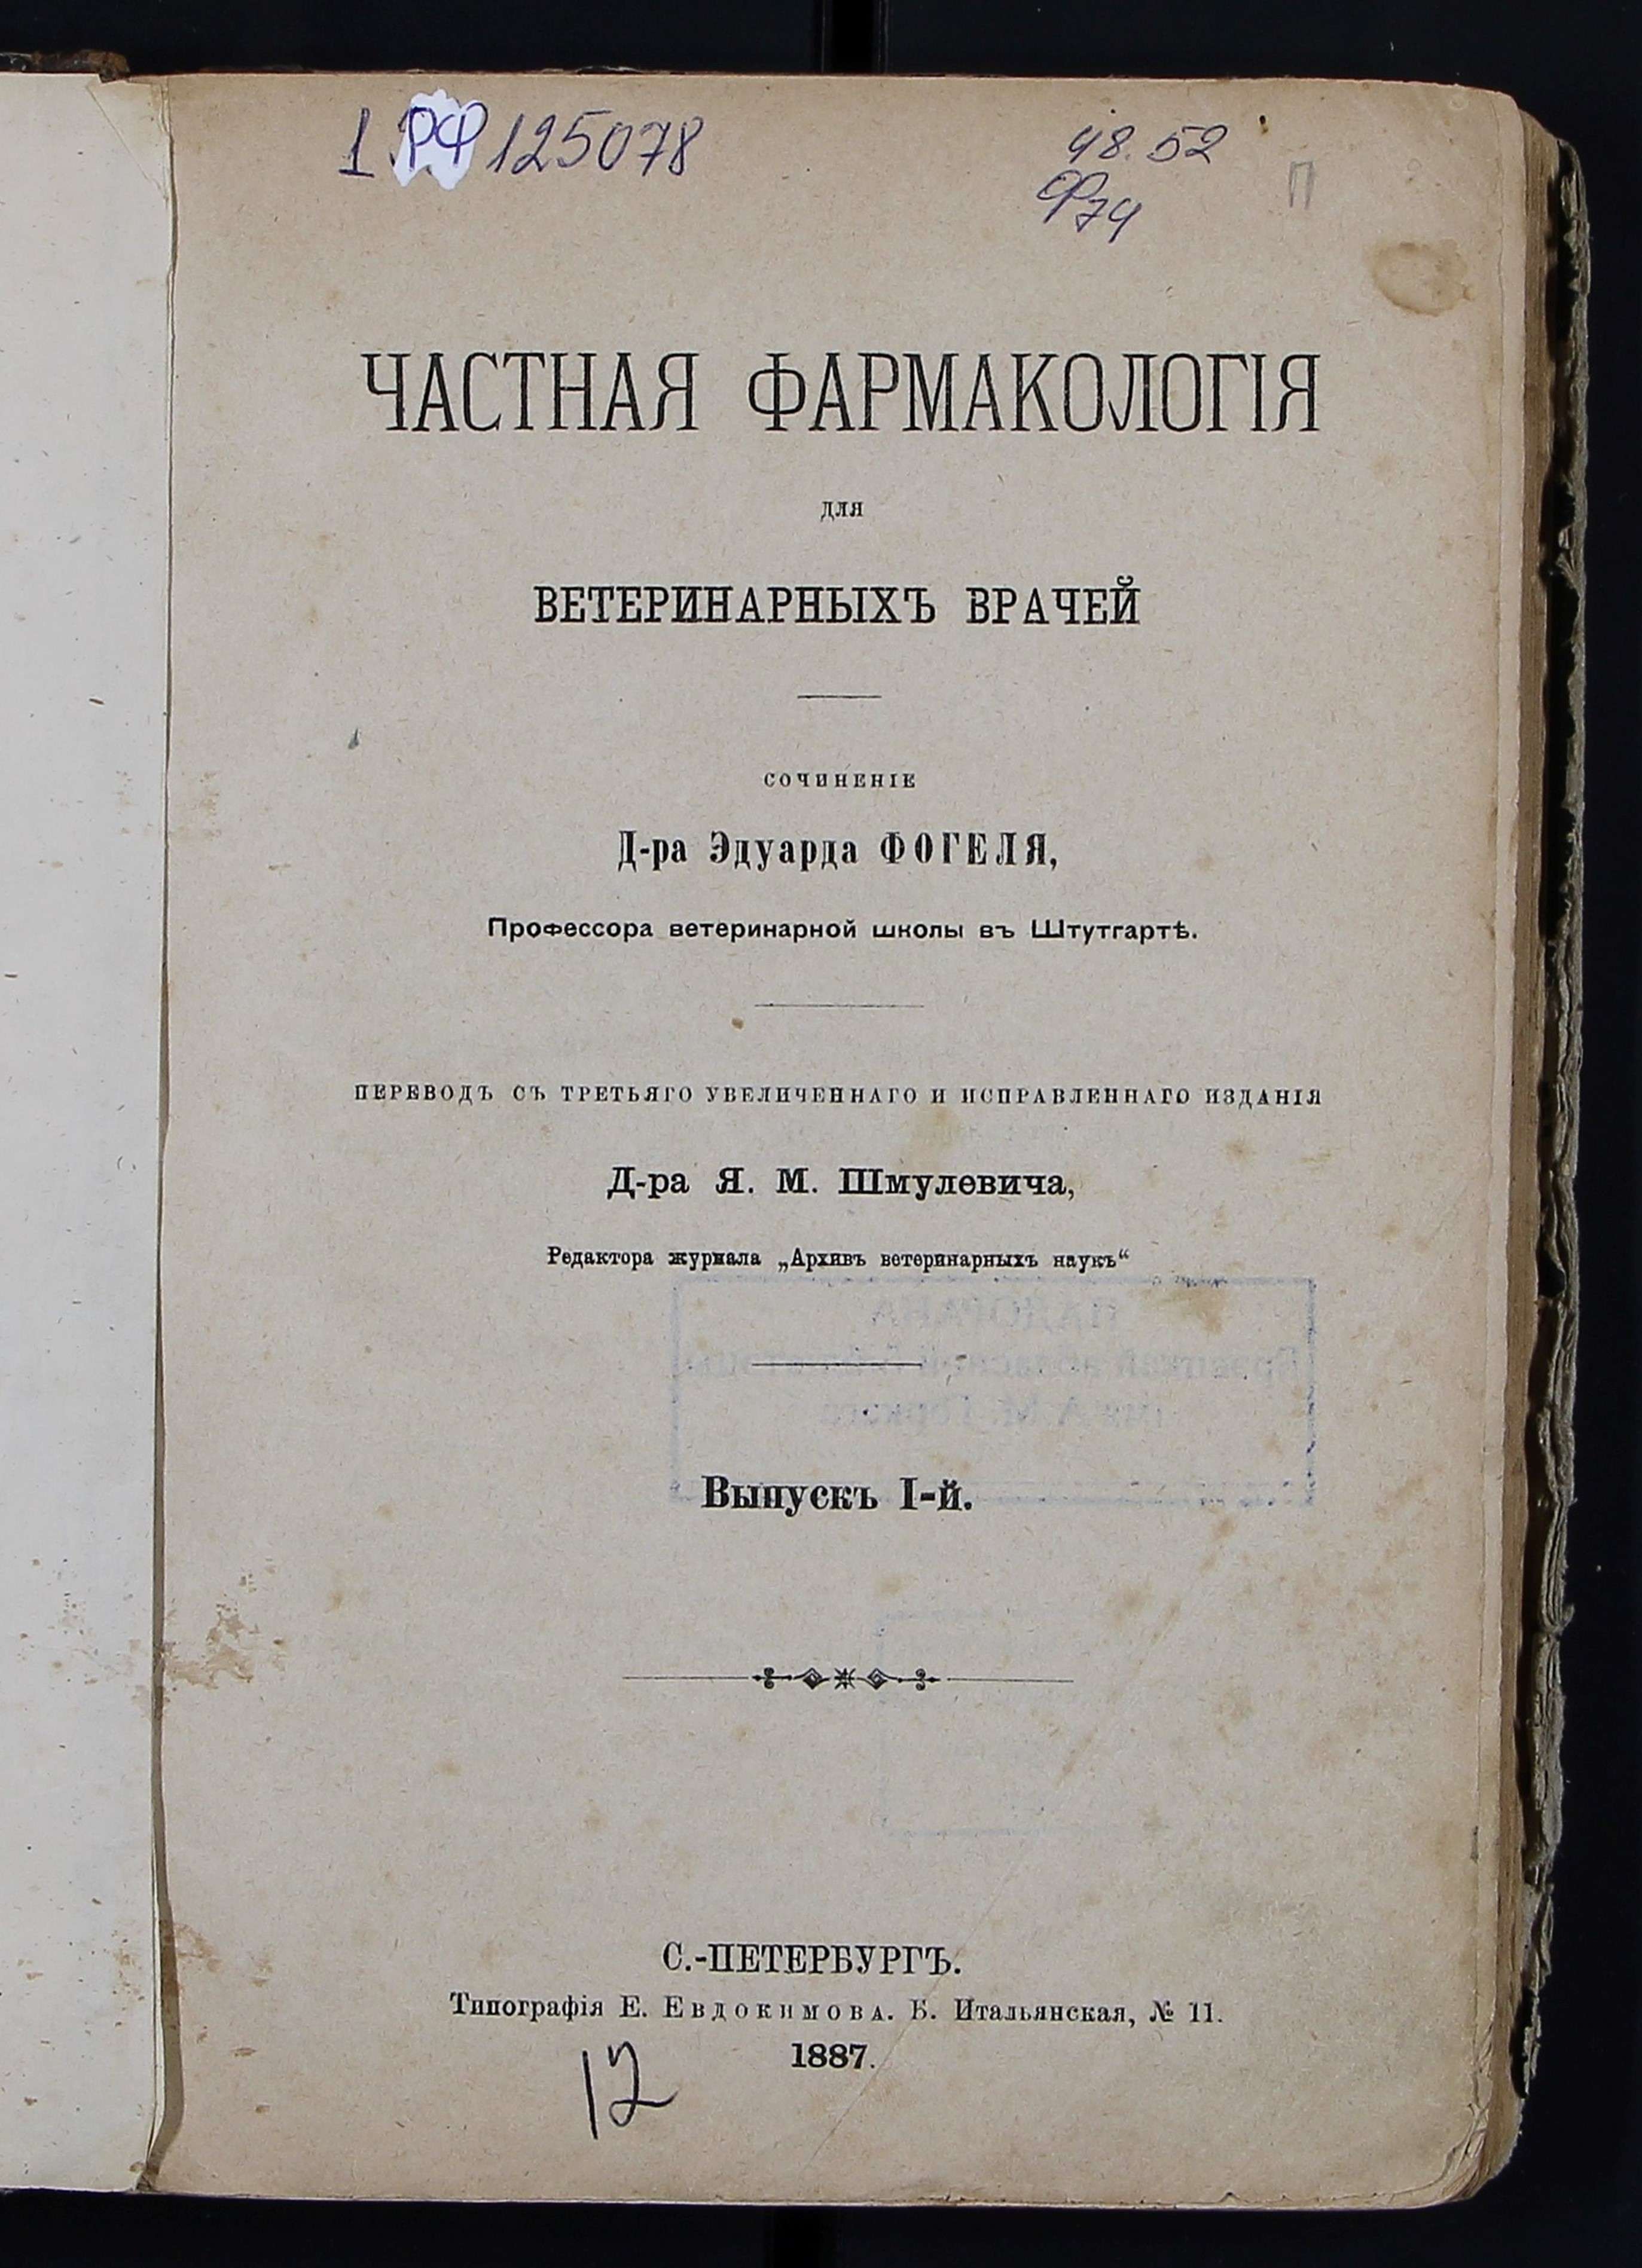 1 РФ 125078
48.52
Ф74
П
ЧАСТНАЯ ФАРМАКОЛОГІЯ
ДЛЯ
ВЕТЕРИНАРНЫХЪ ВРАЧЕЙ
СОЧИНЕНІЕ
Д-ра Эдуарда ФОГЕЛЯ,
Профессора ветеринарной школы въ Штутгартѣ.
ПЕРЕВОДЪ СЪ ТРЕТЬЯГО УВЕЛИЧЕННАГО И ИСПРАВЛЕННАГО ИЗДАНІЯ
Д-ра Я. М. Шмулевича,
Редактора журнала „Архивъ ветеринарныхъ наукъ“
Выпускъ I-й.
С.-ПЕТЕРБУРГЪ.
Типографія Е. Евдокимова. Б. Итальянская, № 11.
1887.
12